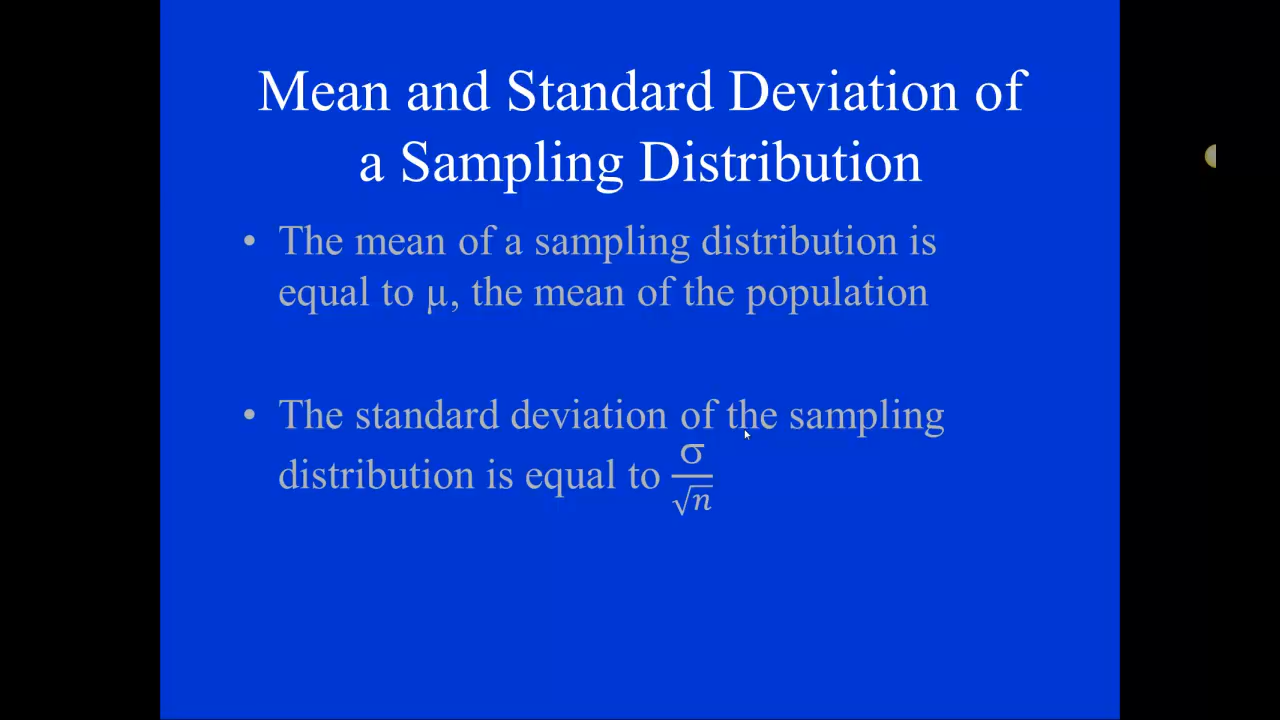 Mean and Standard Deviation of
a Sampling Distribution
• The mean of a sampling distribution is
equal to µ, the mean of the population
• The standard deviation of the sampling
distribution is equal to σ/√n